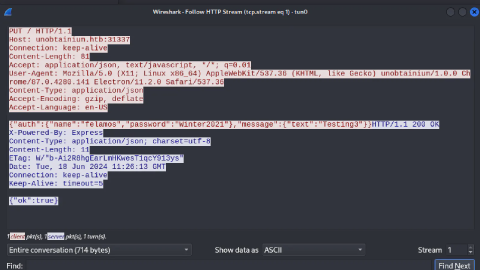 Wireshark - Follow HTTP Stream (tcp.stream eq 1) - tun0
PUT / HTTP/1.1
Host: unobtainiun.htb:31337
Connection: keep-alive
Content-Length: 81
Accept: application/json, text/javascript, */*; q=0.01
User-Agent: Mozilla/5.0 (X11; Linux x86_64) AppleWebKit/537.36 (KHTML, like Gecko) unobtainium/1.0.0 Ch
rome/87.0.4280.141 Electron/11.2.0 Safari/537.36
Content-Type: application/json
Accept-Encoding: gzip, deflate
Accept-Language: en-US
{"auth":{"name":"felamos","password":"Winter2021"},"message":{"text":"Testing3"}}HTTP/1.1 200 OK
X-Powered-By: Express
Content-Type: application/json; charset=utf-8
Content-Length: 11
ETag:
Date: Tue, 18 Jun 2024 11:26:13 GMT
Connection: keep-alive
Keep-Alive: timeout=5
{"ok":true}
1 client pkt(s), 1 server pkt(s), 1 turn(s).
Entire conversation (714 bytes) Show data as ASCII Stream 1
Find: Find Next